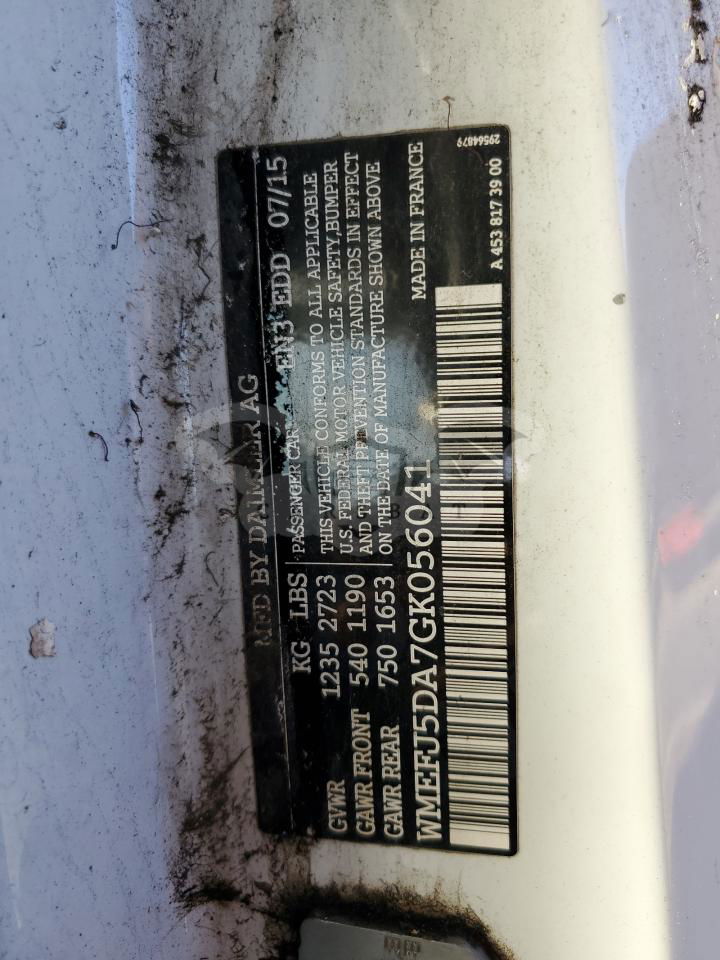 MFD BY DAIMLER AG
KG LBS PASSENGER CAR EN3 EDD 07/15
GVWR 1235 2723 THIS VEHICLE CONFORMS TO ALL APPLICABLE
GAWR FRONT 540 1190 U.S. FEDERAL MOTOR VEHICLE SAFETY,BUMPER
AND THEFT PREVENTION STANDARDS IN EFFECT
GAWR REAR 750 1653 ON THE DATE OF MANUFACTURE SHOWN ABOVE
WMEFJ5DA7GK056041 MADE IN FRANCE
29564879
A 453 817 39 00